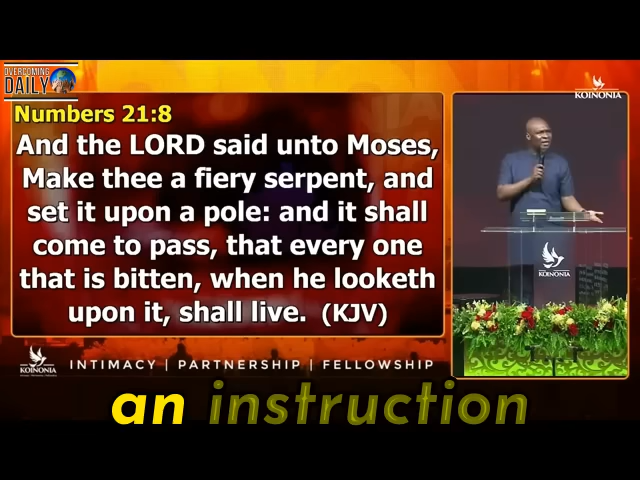 OVERCOMING
DAILY
Numbers 21:8
And the LORD said unto Moses,
Make thee a fiery serpent, and
set it upon a pole: and it shall
come to pass, that every one
that is bitten, when he looketh
upon it, shall live. (KJV)
KOINONIA
KOINONIA
KOINONIA
INTIMACY | PARTNERSHIP | FELLOWSHIP
an instruction